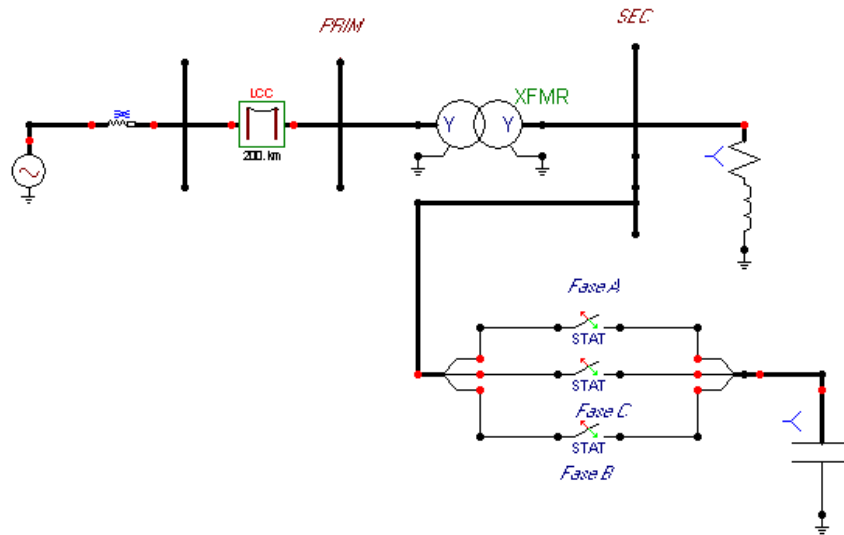 PRIM
SEC
LCC
XFMR
Y
Y
200. km
Fase A
STAT
STAT
Fase C
STAT
Fase B